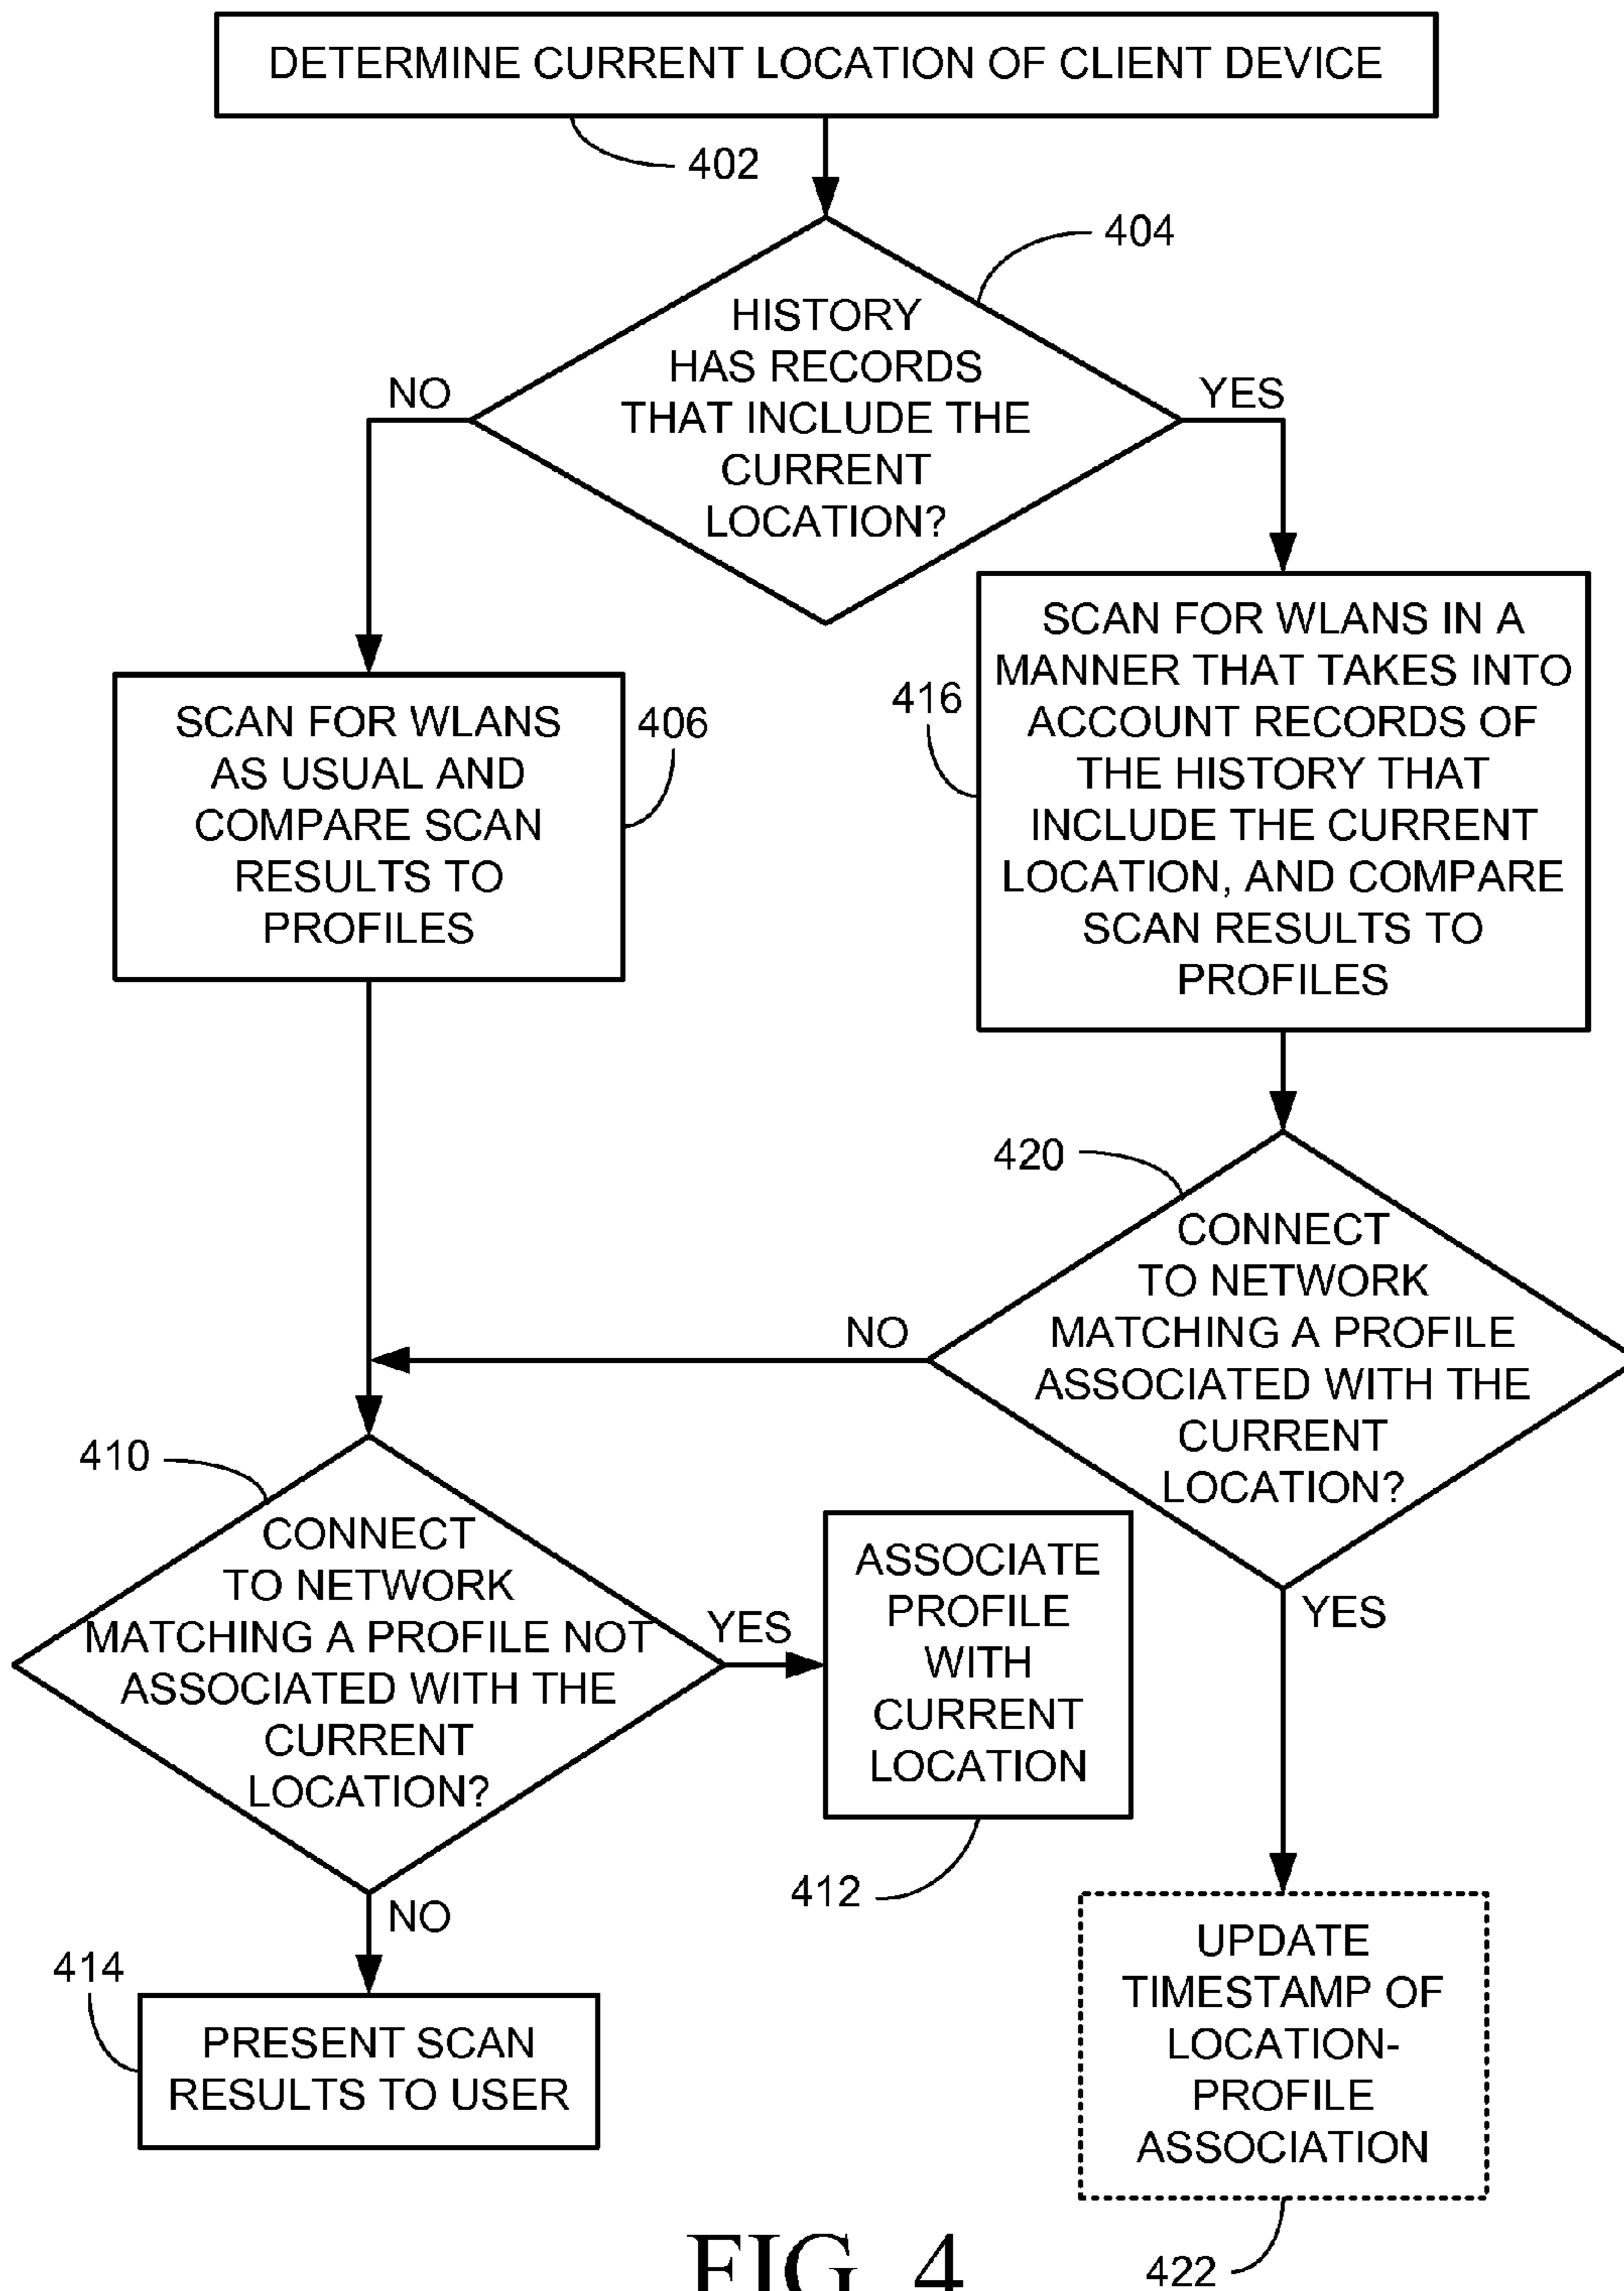 DETERMINE CURRENT LOCATION OF CLIENT DEVICE
402
404
HISTORY
HAS RECORDS
THAT INCLUDE THE
CURRENT
LOCATION?
NO
YES
SCAN FOR WLANS
AS USUAL AND
COMPARE SCAN
RESULTS TO
PROFILES
406
416
SCAN FOR WLANS IN A
MANNER THAT TAKES INTO
ACCOUNT RECORDS OF
THE HISTORY THAT
INCLUDE THE CURRENT
LOCATION, AND COMPARE
SCAN RESULTS TO
PROFILES
420
CONNECT
TO NETWORK
MATCHING A PROFILE
ASSOCIATED WITH THE
CURRENT
LOCATION?
NO
YES
410
CONNECT
TO NETWORK
MATCHING A PROFILE NOT
ASSOCIATED WITH THE
CURRENT
LOCATION?
YES
NO
ASSOCIATE
PROFILE
WITH
CURRENT
LOCATION
412
414
PRESENT SCAN
RESULTS TO USER
UPDATE
TIMESTAMP OF
LOCATION-
PROFILE
ASSOCIATION
422
FIG. 4